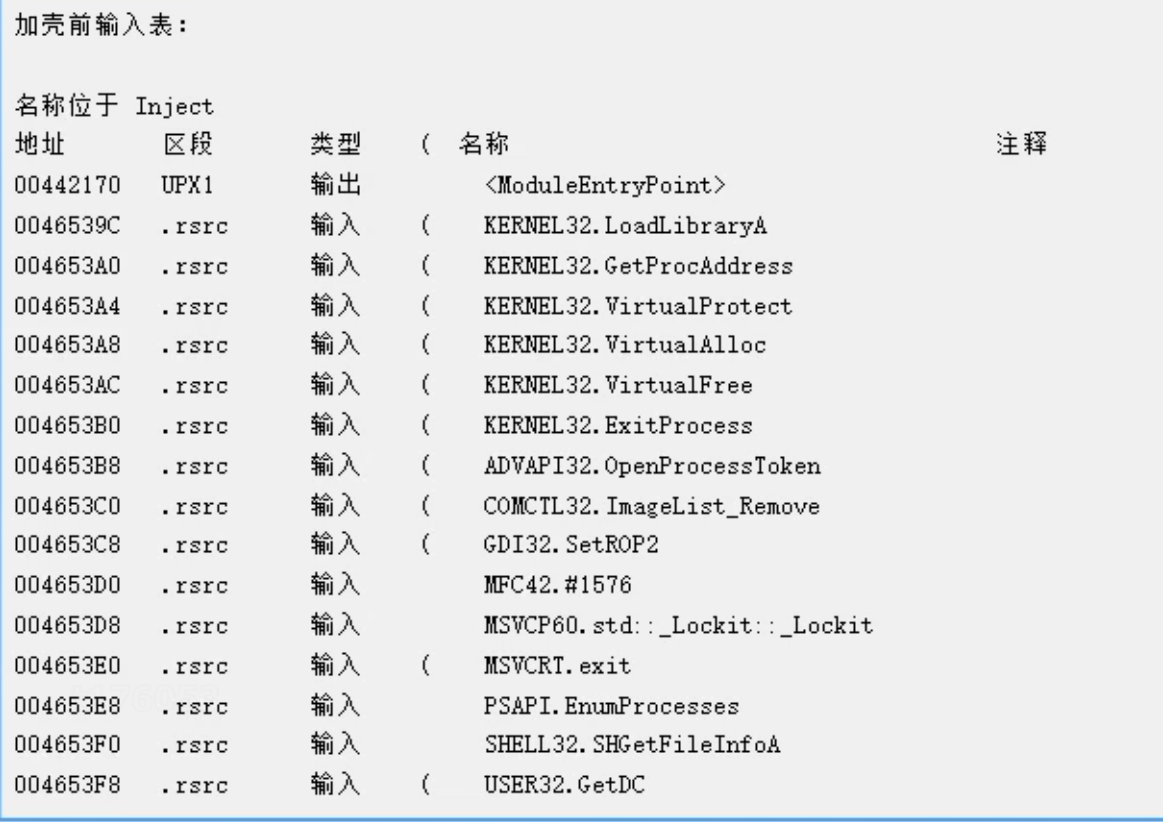 加壳前输入表：
名称位于 Inject
地址 区段 类型 ( 名称 注释
00442170 UPX1 输出 <ModuleEntryPoint>
0046539C .rsrc 输入 ( KERNEL32.LoadLibraryA
004653A0 .rsrc 输入 ( KERNEL32.GetProcAddress
004653A4 .rsrc 输入 ( KERNEL32.VirtualProtect
004653A8 .rsrc 输入 ( KERNEL32.VirtualAlloc
004653AC .rsrc 输入 ( KERNEL32.VirtualFree
004653B0 .rsrc 输入 ( KERNEL32.ExitProcess
004653B8 .rsrc 输入 ( ADVAPI32.OpenProcessToken
004653C0 .rsrc 输入 ( COMCTL32.ImageList_Remove
004653C8 .rsrc 输入 ( GDI32.SetROP2
004653D0 .rsrc 输入 MFC42.#1576
004653D8 .rsrc 输入 MSVCP60.std::_Lockit::_Lockit
004653E0 .rsrc 输入 ( MSVCRT.exit
004653E8 .rsrc 输入 PSAPI.EnumProcesses
004653F0 .rsrc 输入 SHELL32.SHGetFileInfoA
004653F8 .rsrc 输入 ( USER32.GetDC